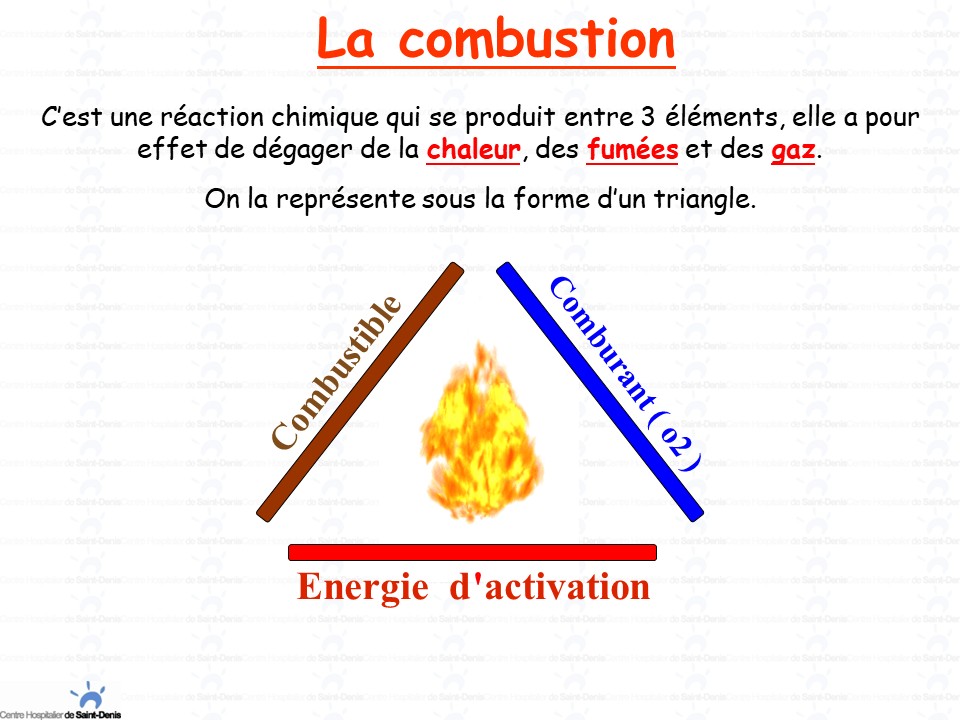 La combustion
C'est une réaction chimique qui se produit entre 3 éléments, elle a pour
effet de dégager de la chaleur, des fumées et des gaz.
On la représente sous la forme d'un triangle.
Combustible
Comburant ( o2 )
Energie d'activation
Centre Hospitalier de Saint-Denis